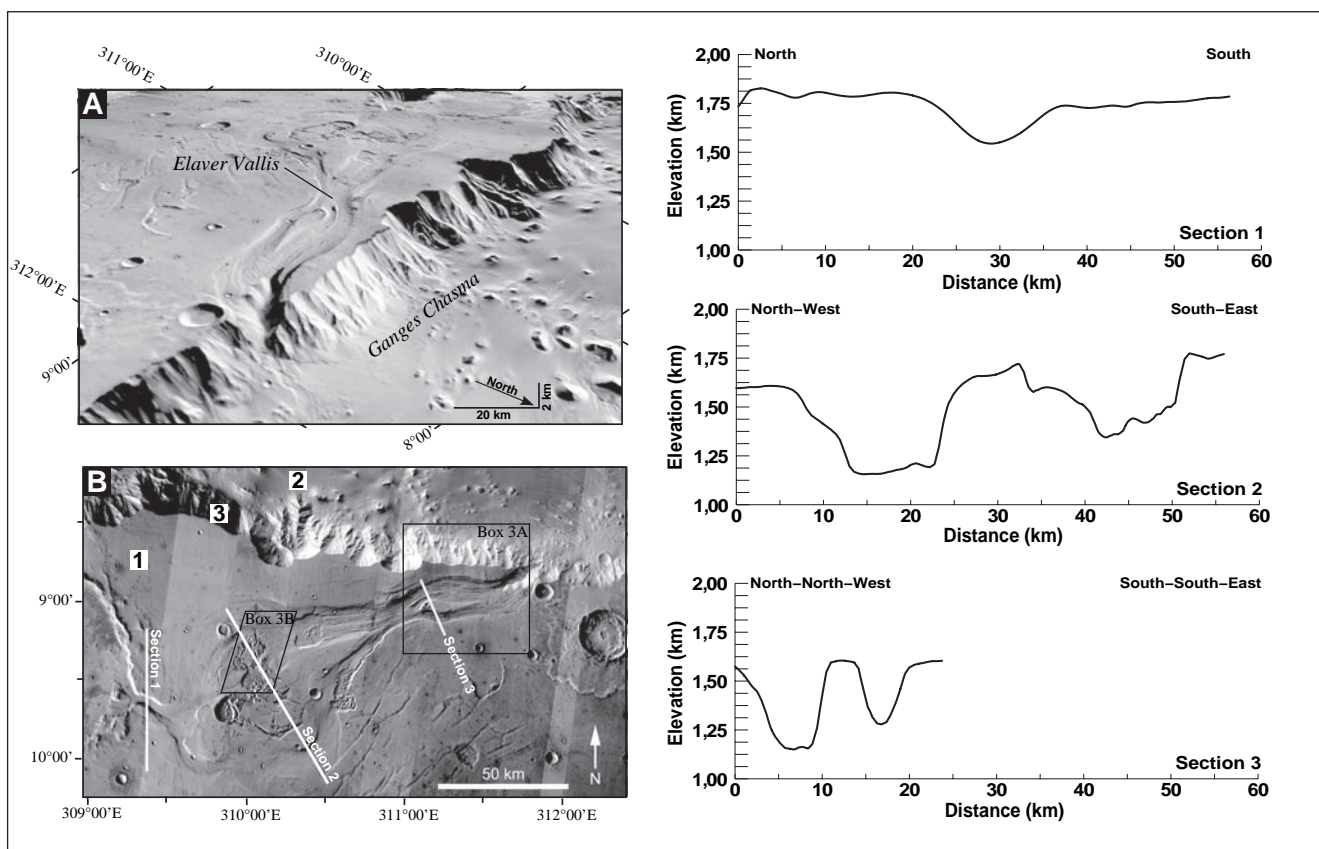 A
311°00'E
310°00'E
Elaver Vallis
312°00'E
Ganges Chasma
9°00'
North
20 km
2 km
8°00'
B
2
3
Box 3A
1
9°00'
Box 3B
Section 1
Section 3
Section 2
10°00'
50 km
N
309°00'E
310°00'E
311°00'E
312°00'E
2,00
North
South
1,75
1,50
1,25
1,00
Elevation (km)
Section 1
0 10 20 30 40 50 60
Distance (km)
2,00
North-West
South-East
1,75
1,50
1,25
1,00
Elevation (km)
Section 2
0 10 20 30 40 50 60
Distance (km)
2,00
North-North-West
South-South-East
1,75
1,50
1,25
1,00
Elevation (km)
Section 3
0 10 20 30 40 50 60
Distance (km)